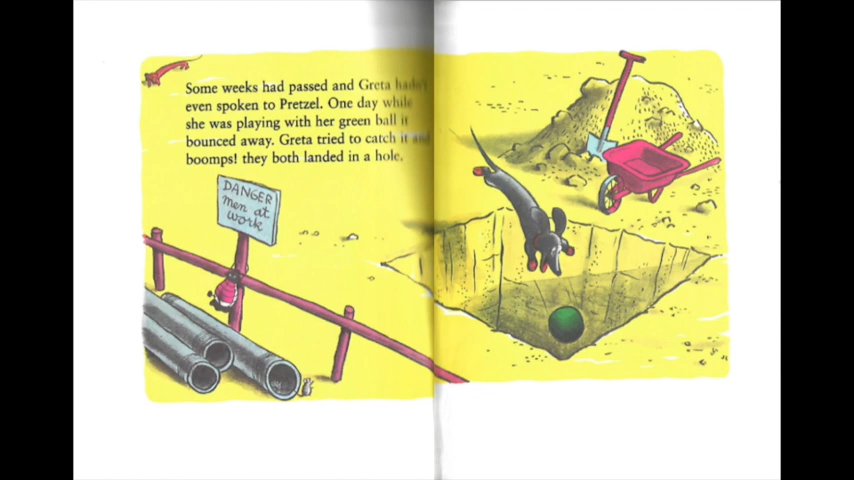 Some weeks had passed and Greta hadn't
even spoken to Pretzel. One day while
she was playing with her green ball it
bounced away. Greta tried to catch it and
boomps! they both landed in a hole.
DANGER
Men at
work